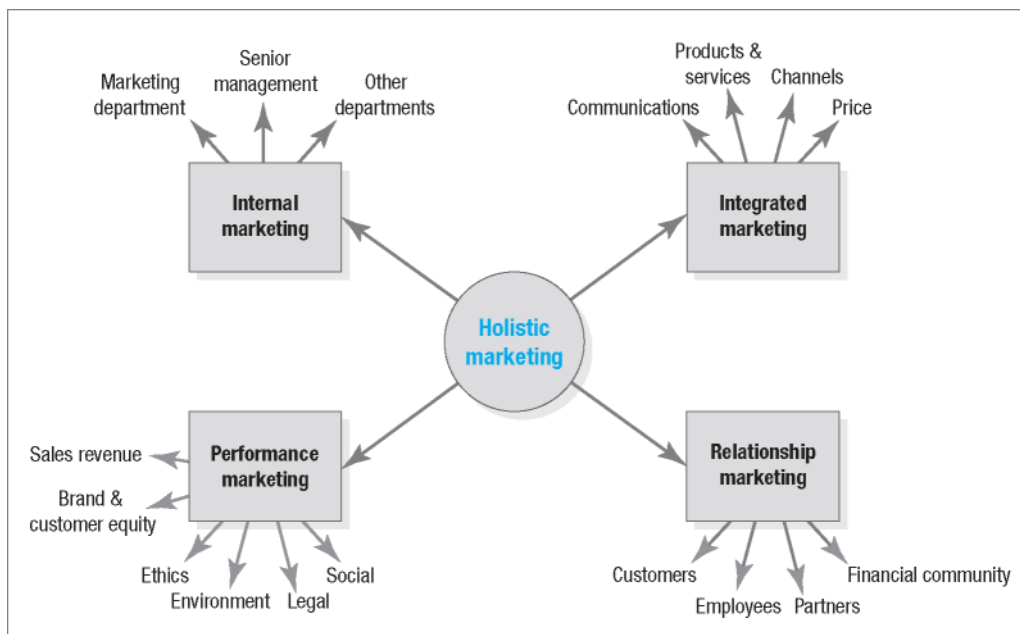 Marketing
department
Senior
management
Other
departments
Internal
marketing
Communications
Products &
services
Channels
Price
Integrated
marketing
Holistic
marketing
Performance
marketing
Sales revenue
Brand &
customer equity
Ethics
Environment
Legal
Social
Relationship
marketing
Customers
Employees
Partners
Financial community